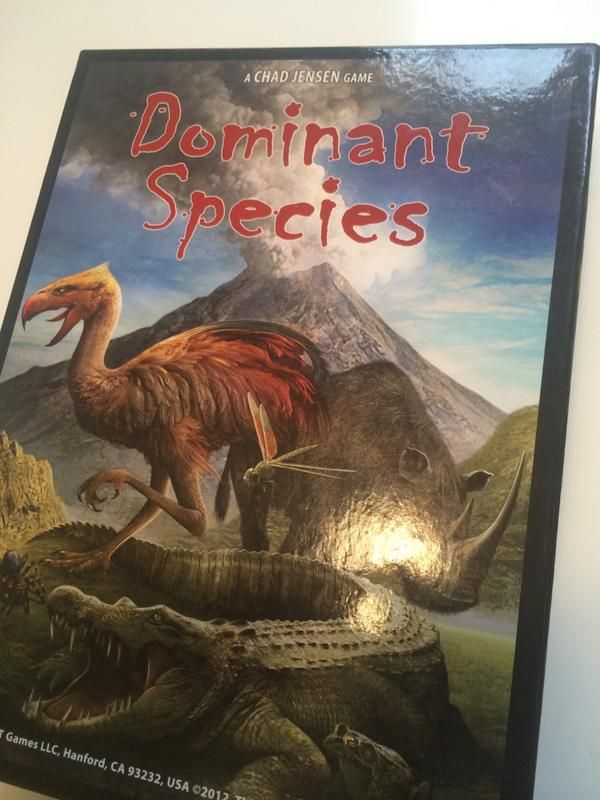 A CHAD JENSEN GAME
Dominant
Species
Games LLC, Hanford, CA 93232, USA ©2012